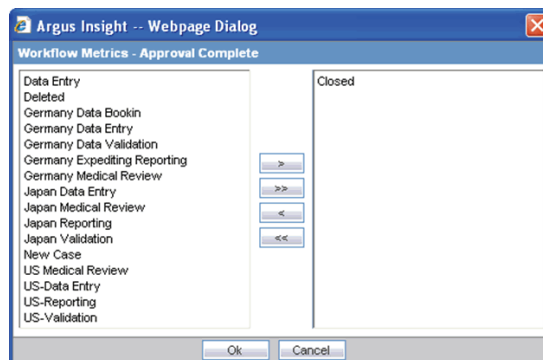 Argus Insight -- Webpage Dialog
Workflow Metrics - Approval Complete
Data Entry
Deleted
Germany Data Bookin
Germany Data Entry
Germany Data Validation
Germany Expediting Reporting
Germany Medical Review
Japan Data Entry
Japan Medical Review
Japan Reporting
Japan Validation
New Case
US Medical Review
US-Data Entry
US-Reporting
US-Validation
>
>>
<
<<
Closed
Ok Cancel